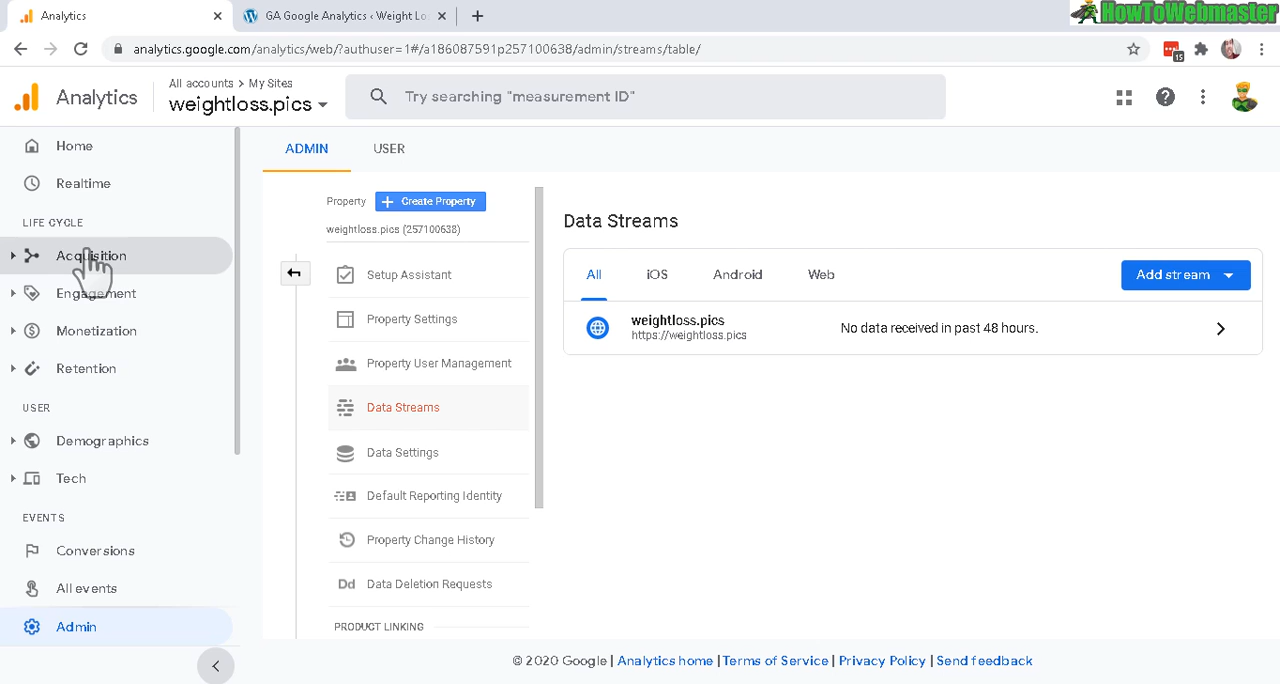 Analytics
GA Google Analytics ‹ Weight Lo
HowToWebmaster
analytics.google.com/analytics/web/?authuser=1#/a186087591p257100638/admin/streams/table/
15
Analytics
All accounts > My Sites
weightloss.pics
Try searching "measurement ID"
Home
Realtime
LIFE CYCLE
Acquisition
Engagement
Monetization
Retention
USER
Demographics
Tech
EVENTS
Conversions
All events
Admin
ADMIN
USER
Property
Create Property
weightloss.pics (257100638)
Setup Assistant
Property Settings
Property User Management
Data Streams
Data Settings
Default Reporting Identity
Property Change History
Dd Data Deletion Requests
PRODUCT LINKING
Data Streams
All
iOS
Android
Web
Add stream
weightloss.pics
https://weightloss.pics
No data received in past 48 hours.
© 2020 Google | Analytics home | Terms of Service | Privacy Policy | Send feedback